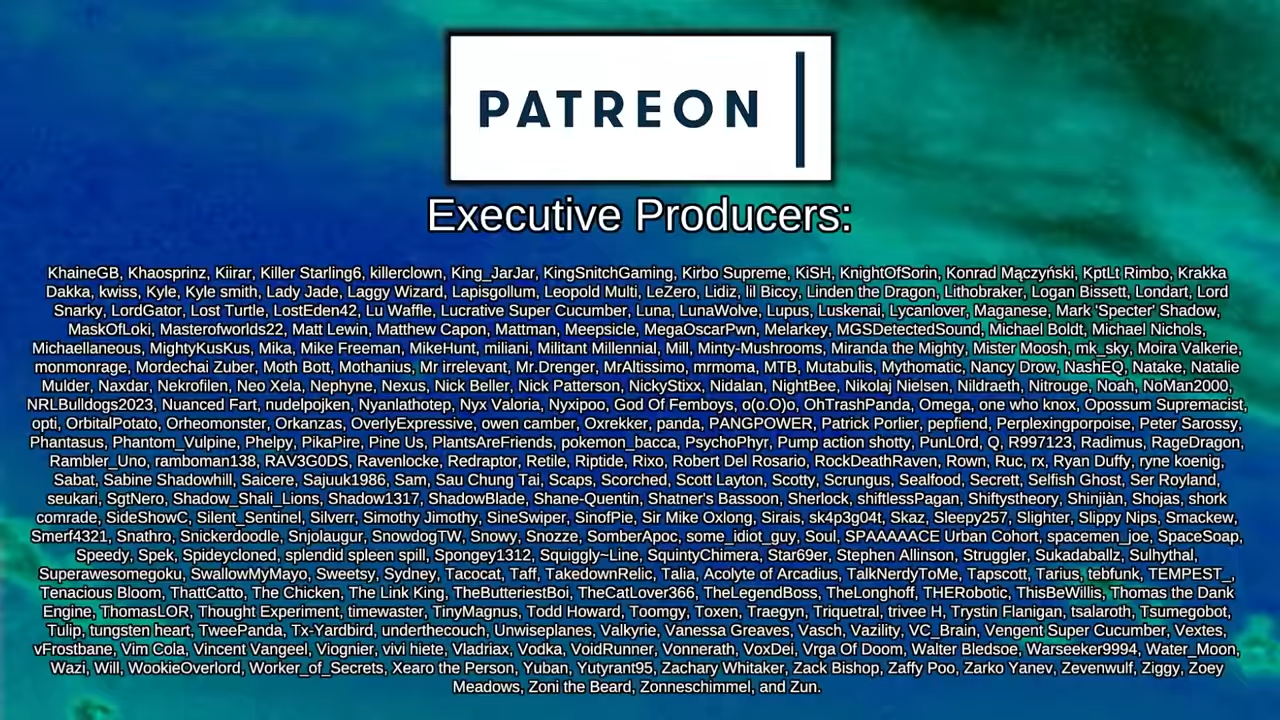 PATREON
Executive Producers:
KhaineGB, Khaosprinz, Kiirar, Killer Starling6, killerclown, King_JarJar, KingSnitchGaming, Kirbo Supreme, KiSH, KnightOfSorin, Konrad Mączyński, KptLt Rimbo, Krakka
Dakka, kwiss, Kyle, Kyle smith, Lady Jade, Laggy Wizard, Lapisgollum, Leopold Multi, LeZero, Lidiz, lil Biccy, Linden the Dragon, Lithobraker, Logan Bissett, Londart, Lord
Snarky, LordGator, Lost Turtle, LostEden42, Lu Waffle, Lucrative Super Cucumber, Luna, LunaWolve, Lupus, Luskenai, Lycanlover, Maganese, Mark 'Specter' Shadow,
MaskOfLoki, Masterofworlds22, Matt Lewin, Matthew Capon, Mattman, Meepsicle, MegaOscarPwn, Melarkey, MGSDetectedSound, Michael Boldt, Michael Nichols,
Michaellaneous, MightyKusKus, Mika, Mike Freeman, MikeHunt, miliani, Militant Millennial, Mill, Minty-Mushrooms, Miranda the Mighty, Mister Moosh, mk_sky, Moira Valkerie,
monmonrage, Mordechai Zuber, Moth Bott, Mothanius, Mr irrelevant, Mr.Drenger, MrAltissimo, mrmoma, MTB, Mutabulis, Mythomatic, Nancy Drow, NashEQ, Natake, Natalie
Mulder, Naxdar, Nekrofilen, Neo Xela, Nephyne, Nexus, Nick Beller, Nick Patterson, NickyStixx, Nidalan, NightBee, Nikolaj Nielsen, Nildraeth, Nitrouge, Noah, NoMan2000,
NRLBulldogs2023, Nuanced Fart, nudelpojken, Nyanlathotep, Nyx Valoria, Nyxipoo, God Of Femboys, o(o.O)o, OhTrashPanda, Omega, one who knox, Opossum Supremacist,
opti, OrbitalPotato, Orheomonster, Orkanzas, OverlyExpressive, owen camber, Oxrekker, panda, PANGPOWER, Patrick Porlier, pepfiend, Perplexingporpoise, Peter Sarossy,
Phantasus, Phantom_Vulpine, Phelpy, PikaPire, Pine Us, PlantsAreFriends, pokemon_bacca, PsychoPhyr, Pump action shotty, PunL0rd, Q, R997123, Radimus, RageDragon,
Rambler_Uno, ramboman138, RAV3G0DS, Ravenlocke, Redraptor, Retile, Riptide, Rixo, Robert Del Rosario, RockDeathRaven, Rown, Ruc, rx, Ryan Duffy, ryne koenig,
Sabat, Sabine Shadowhill, Saicere, Sajuuk1986, Sam, Sau Chung Tai, Scaps, Scorched, Scott Layton, Scotty, Scrungus, Sealfood, Secrett, Selfish Ghost, Ser Royland,
seukari, SgtNero, Shadow_Shali_Lions, Shadow1317, ShadowBlade, Shane-Quentin, Shatner's Bassoon, Sherlock, shiftlessPagan, Shiftystheory, Shinjiàn, Shojas, shork
comrade, SideShowC, Silent_Sentinel, Silverr, Simothy Jimothy, SineSwiper, SinofPie, Sir Mike Oxlong, Sirais, sk4p3g04t, Skaz, Sleepy257, Slighter, Slippy Nips, Smackew,
Smerf4321, Snathro, Snickerdoodle, Snjolaugur, SnowdogTW, Snowy, Snozze, SomberApoc, some_idiot_guy, Soul, SPAAAAACE Urban Cohort, spacemen_joe, SpaceSoap,
Speedy, Spek, Spideycloned, splendid spleen spill, Spongey1312, Squiggly~Line, SquintyChimera, Star69er, Stephen Allinson, Struggler, Sukadaballz, Sulhythal,
Superawesomegoku, SwallowMyMayo, Sweetsy, Sydney, Tacocat, Taff, TakedownRelic, Talia, Acolyte of Arcadius, TalkNerdyToMe, Tapscott, Tarius, tebfunk, TEMPEST_,
Tenacious Bloom, ThattCatto, The Chicken, The Link King, TheButteriestBoi, TheCatLover366, TheLegendBoss, TheLonghoff, THERobotic, ThisBeWillis, Thomas the Dank
Engine, ThomasLOR, Thought Experiment, timewaster, TinyMagnus, Todd Howard, Toomgy, Toxen, Traegyn, Triquetral, trivee H, Trystin Flanigan, tsalaroth, Tsumegobot,
Tulip, tungsten heart, TweePanda, Tx-Yardbird, underthecouch, Unwiseplanes, Valkyrie, Vanessa Greaves, Vasch, Vazility, VC_Brain, Vengent Super Cucumber, Vextes,
vFrostbane, Vim Cola, Vincent Vangeel, Viognier, vivi hiete, Vladriax, Vodka, VoidRunner, Vonnerath, VoxDei, Vrga Of Doom, Walter Bledsoe, Warseeker9994, Water_Moon,
Wazi, Will, WookieOverlord, Worker_of_Secrets, Xearo the Person, Yuban, Yutyrant95, Zachary Whitaker, Zack Bishop, Zaffy Poo, Zarko Yanev, Zevenwulf, Ziggy, Zoey
Meadows, Zoni the Beard, Zonneschimmel, and Zun.